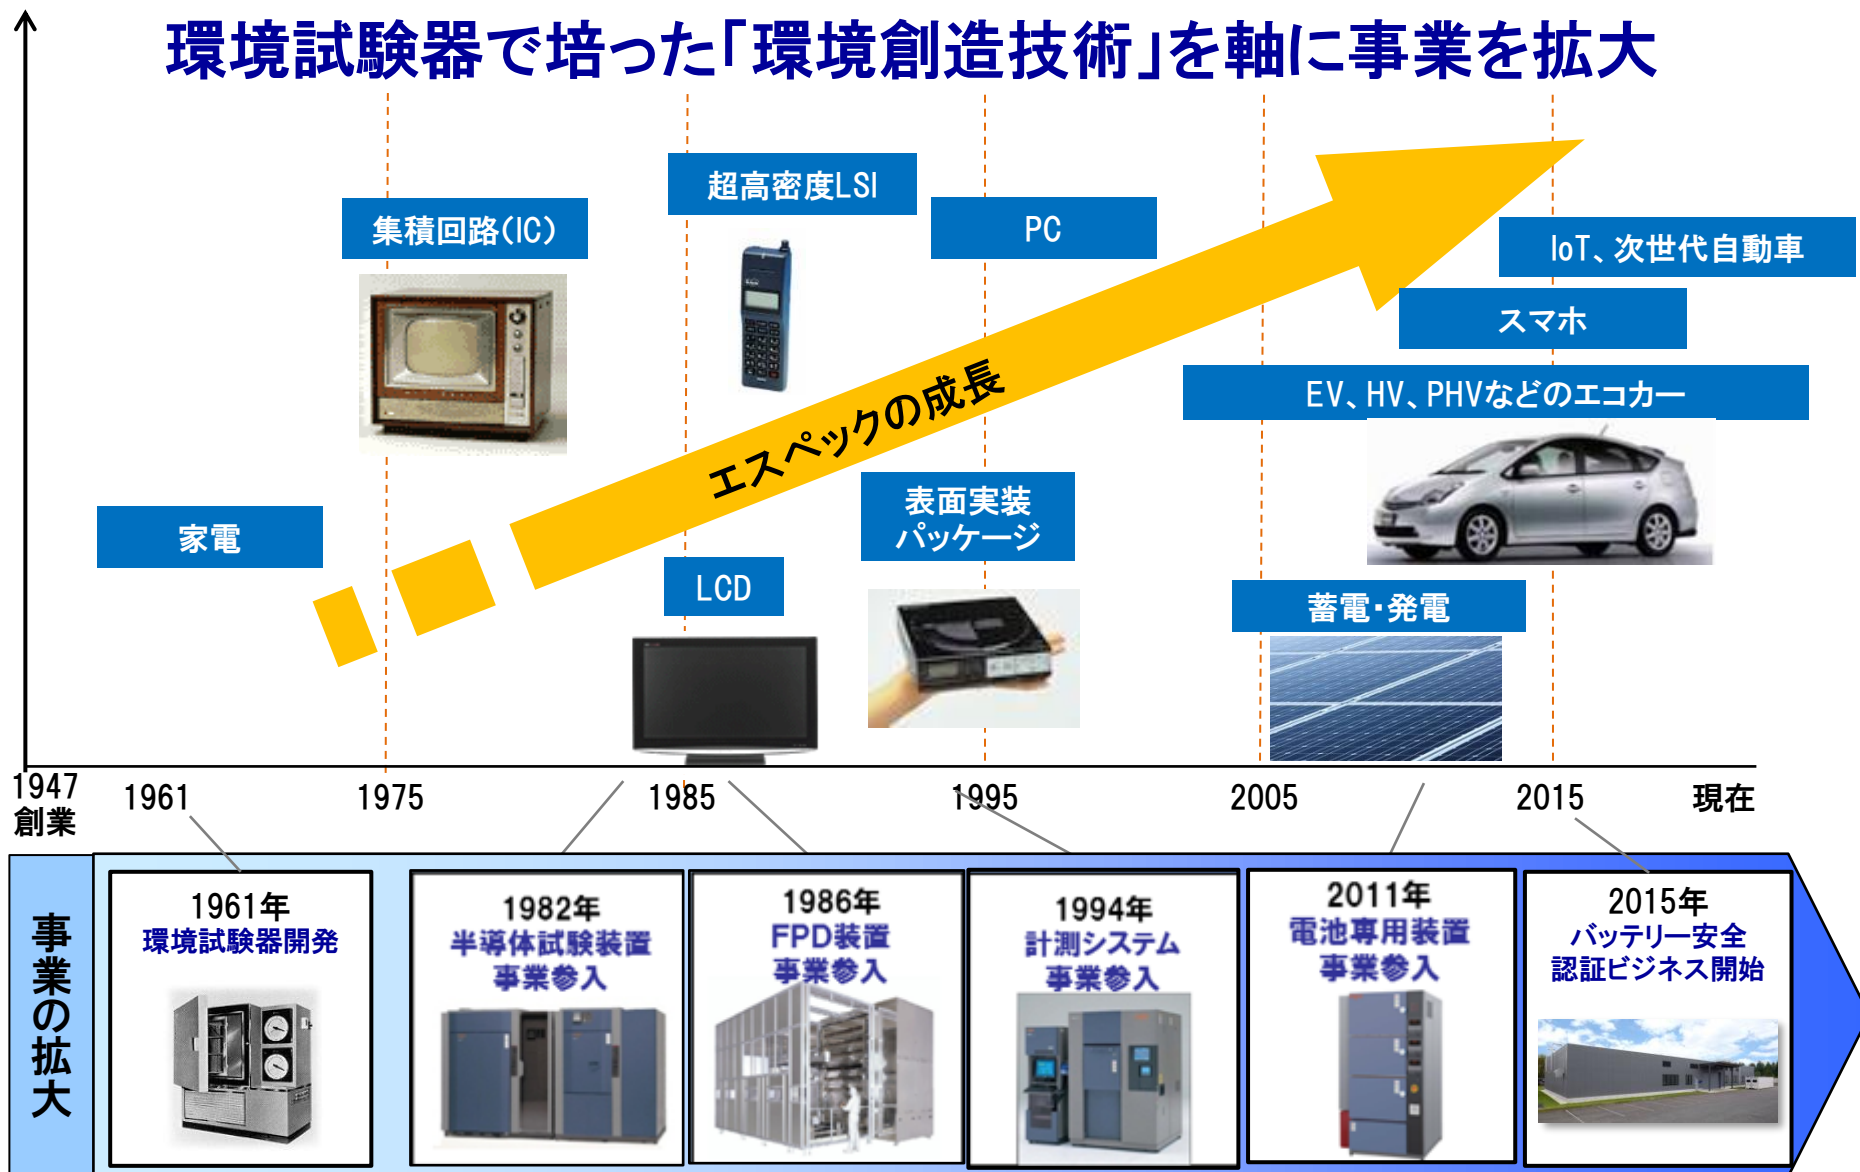 環境試験器で培った「環境創造技術」を軸に事業を拡大
超高密度LSI
集積回路(IC)
PC
IoT、次世代自動車
スマホ
EV、HV、PHVなどのエコカー
エスペックの成長
家電
表面実装
パッケージ
LCD
蓄電・発電
1947
創業
1961
1975
1985
1995
2005
2015
現在
事業の拡大
1961年
環境試験器開発
1982年
半導体試験装置
事業参入
1986年
FPD装置
事業参入
1994年
計測システム
事業参入
2011年
電池専用装置
事業参入
2015年
バッテリー安全
認証ビジネス開始